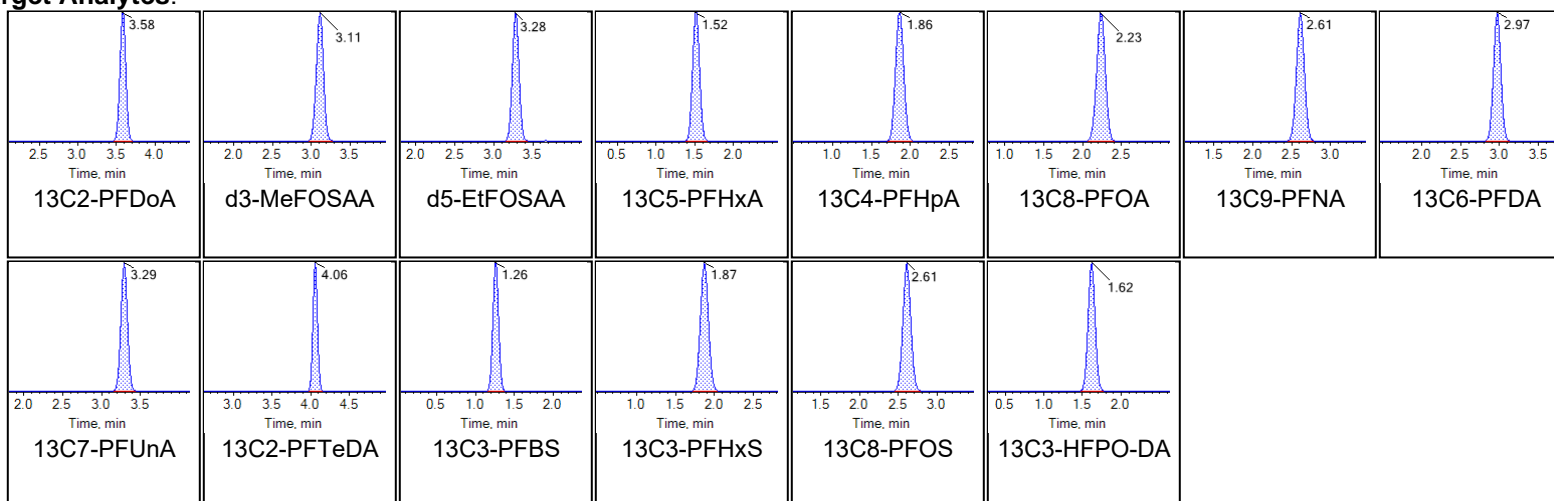 rget Analytes:
3.58 3.11 3.28 1.52 1.86 2.23 2.61 2.97
2.5 3.0 3.5 4.0 2.0 2.5 3.0 3.5 2.0 2.5 3.0 3.5 0.5 1.0 1.5 2.0 1.0 1.5 2.0 2.5 1.0 1.5 2.0 2.5 1.5 2.0 2.5 3.0 2.0 2.5 3.0 3.5
Time, min Time, min Time, min Time, min Time, min Time, min Time, min Time, min
13C2-PFDoA d3-MeFOSAA d5-EtFOSAA 13C5-PFHxA 13C4-PFHpA 13C8-PFOA 13C9-PFNA 13C6-PFDA
3.29 4.06 1.26 1.87 2.61 1.62
2.0 2.5 3.0 3.5 3.0 3.5 4.0 4.5 0.5 1.0 1.5 2.0 1.0 1.5 2.0 2.5 1.5 2.0 2.5 3.0 0.5 1.0 1.5 2.0
Time, min Time, min Time, min Time, min Time, min Time, min
13C7-PFUnA 13C2-PFTeDA 13C3-PFBS 13C3-PFHxS 13C8-PFOS 13C3-HFPO-DA